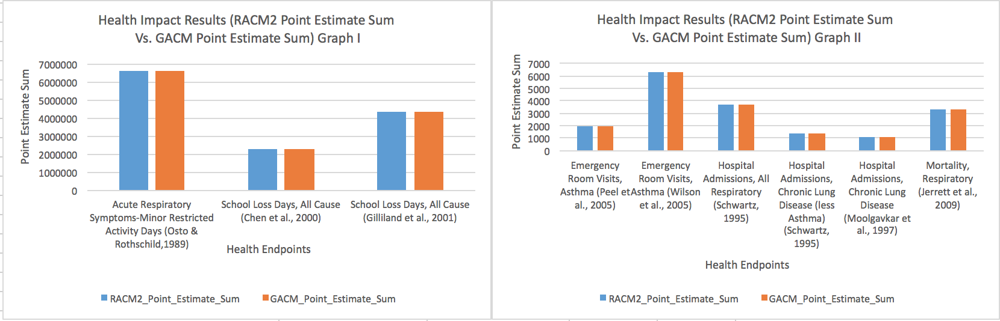 Health Impact Results (RACM2 Point Estimate Sum
Vs. GACM Point Estimate Sum) Graph I
Point Estimate Sum
7000000
6000000
5000000
4000000
3000000
2000000
1000000
0
Acute Respiratory
Symptoms-Minor Restricted
Activity Days (Osto &
Rothschild,1989)
School Loss Days, All Cause
(Chen et al., 2000)
School Loss Days, All Cause
(Gilliland et al., 2001)
Health Endpoints
RACM2_Point_Estimate_Sum
GACM_Point_Estimate_Sum
Health Impact Results (RACM2 Point Estimate Sum
Vs. GACM Point Estimate Sum) Graph II
Point Estimate Sum
7000
6000
5000
4000
3000
2000
1000
0
Emergency
Room Visits,
Asthma (Peel et
al., 2005)
Emergency
Room Visits,
Asthma (Wilson
et al., 2005)
Hospital
Admissions, All
Respiratory
(Schwartz,
1995)
Hospital
Admissions,
Chronic Lung
Disease (less
Asthma)
(Schwartz,
1995)
Hospital
Admissions,
Chronic Lung
Disease
(Moolgavkar et
al., 1997)
Mortality,
Respiratory
(Jerrett et al.,
2009)
Health Endpoints
RACM2_Point_Estimate_Sum
GACM_Point_Estimate_Sum